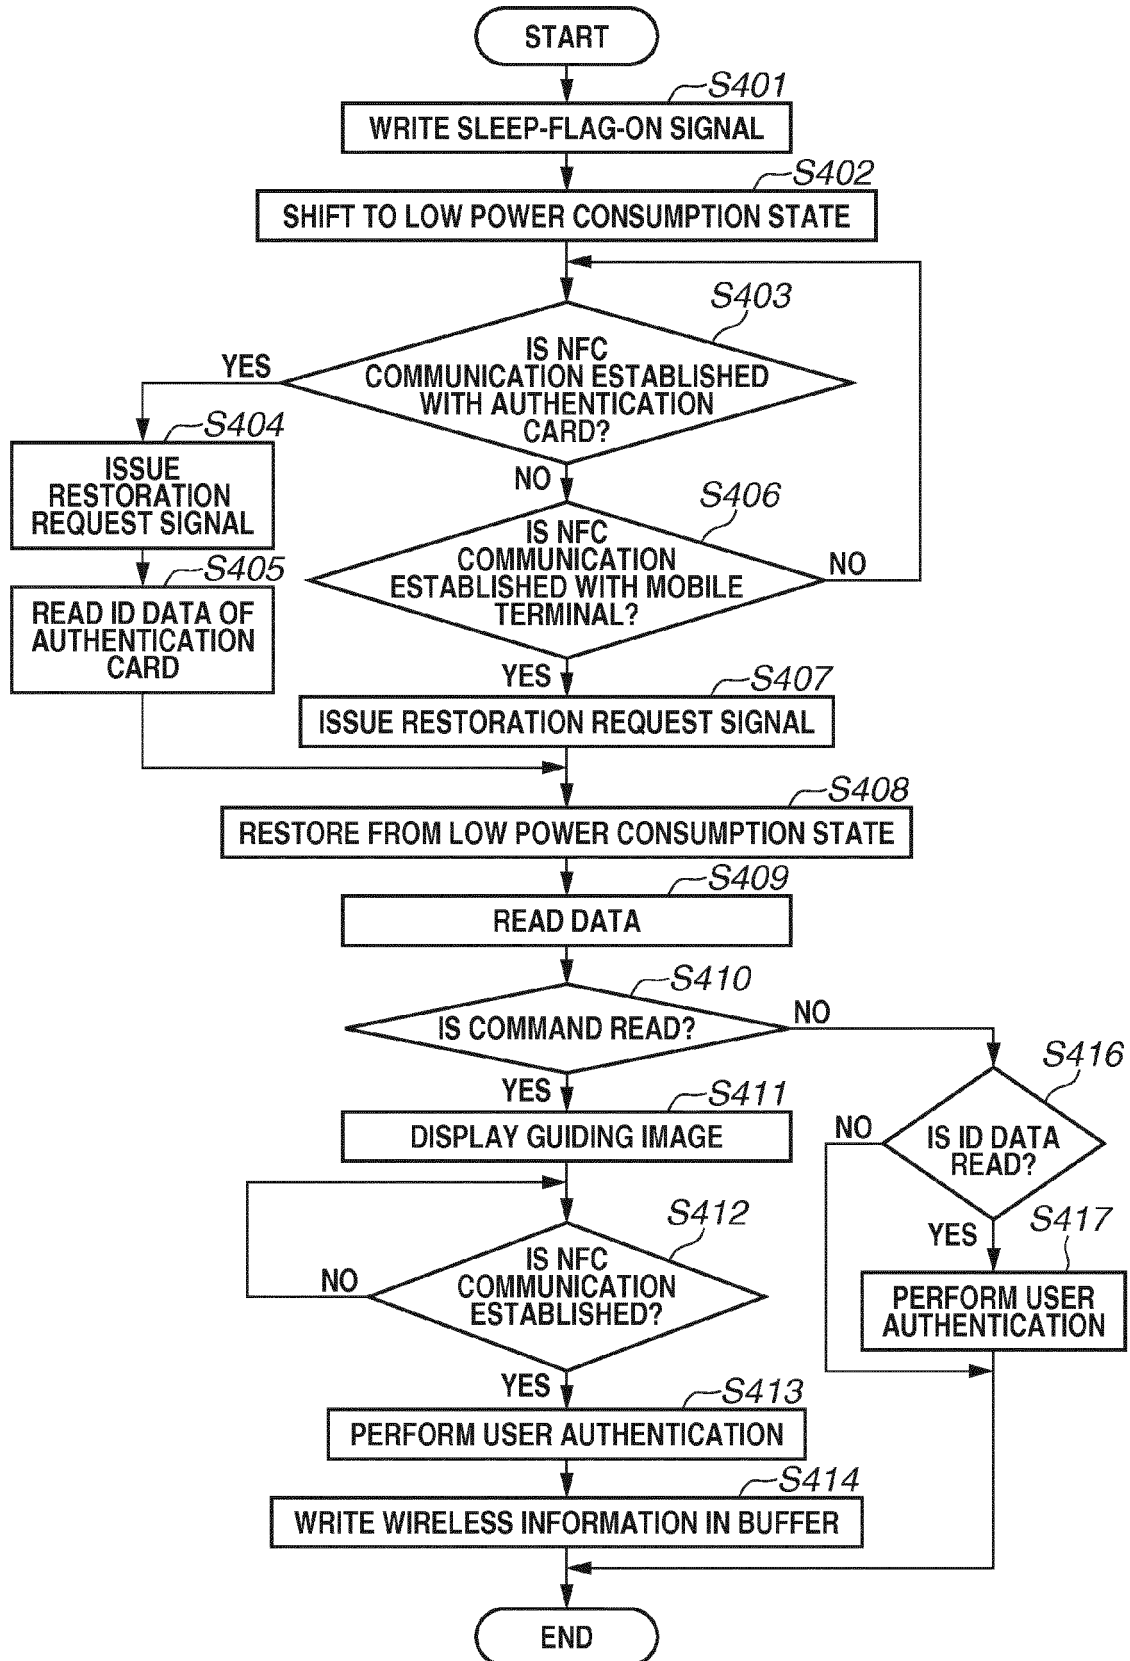 START
S401
WRITE SLEEP-FLAG-ON SIGNAL
S402
SHIFT TO LOW POWER CONSUMPTION STATE
S403
IS NFC
COMMUNICATION ESTABLISHED
WITH AUTHENTICATION
CARD?
YES
NO
S404
ISSUE
RESTORATION
REQUEST SIGNAL
S405
READ ID DATA OF
AUTHENTICATION
CARD
S406
IS NFC
COMMUNICATION
ESTABLISHED WITH MOBILE
TERMINAL?
NO
YES
S407
ISSUE RESTORATION REQUEST SIGNAL
S408
RESTORE FROM LOW POWER CONSUMPTION STATE
S409
READ DATA
S410
IS COMMAND READ?
NO
YES
S411
DISPLAY GUIDING IMAGE
S412
IS NFC
COMMUNICATION
ESTABLISHED?
NO
YES
S413
PERFORM USER AUTHENTICATION
S414
WRITE WIRELESS INFORMATION IN BUFFER
S416
IS ID DATA
READ?
NO
YES
S417
PERFORM USER
AUTHENTICATION
END